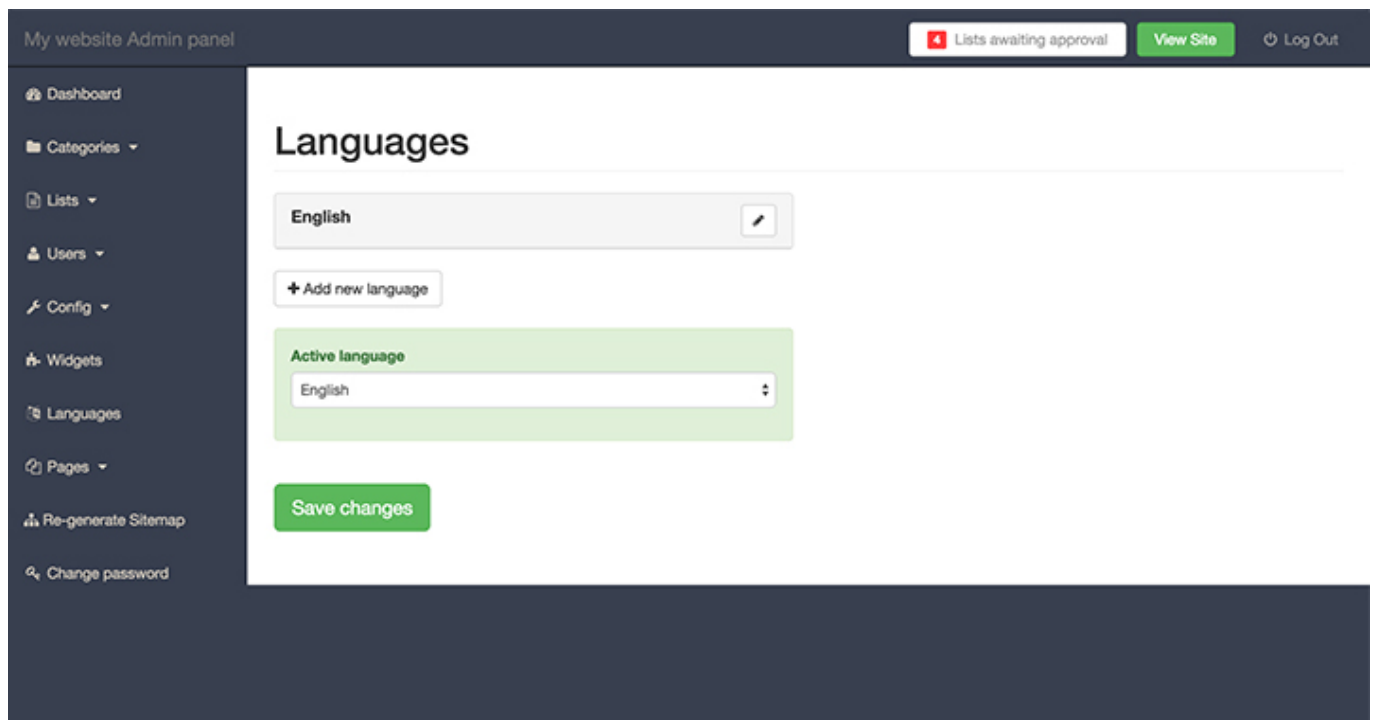 My website Admin panel
4 Lists awaiting approval
View Site
Log Out
Dashboard
Categories
Lists
Users
Config
Widgets
Languages
Pages
Re-generate Sitemap
Change password
Languages
English
Add new language
Active language
English
Save changes